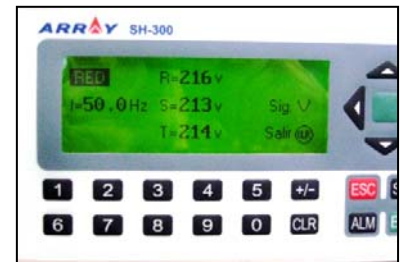 ARRAY SH-300
RED R=216v
f=50.0Hz S=213v Sig.
T=214v Salir
1 2 3 4 5 +/- ESC
6 7 8 9 0 CLR ALM